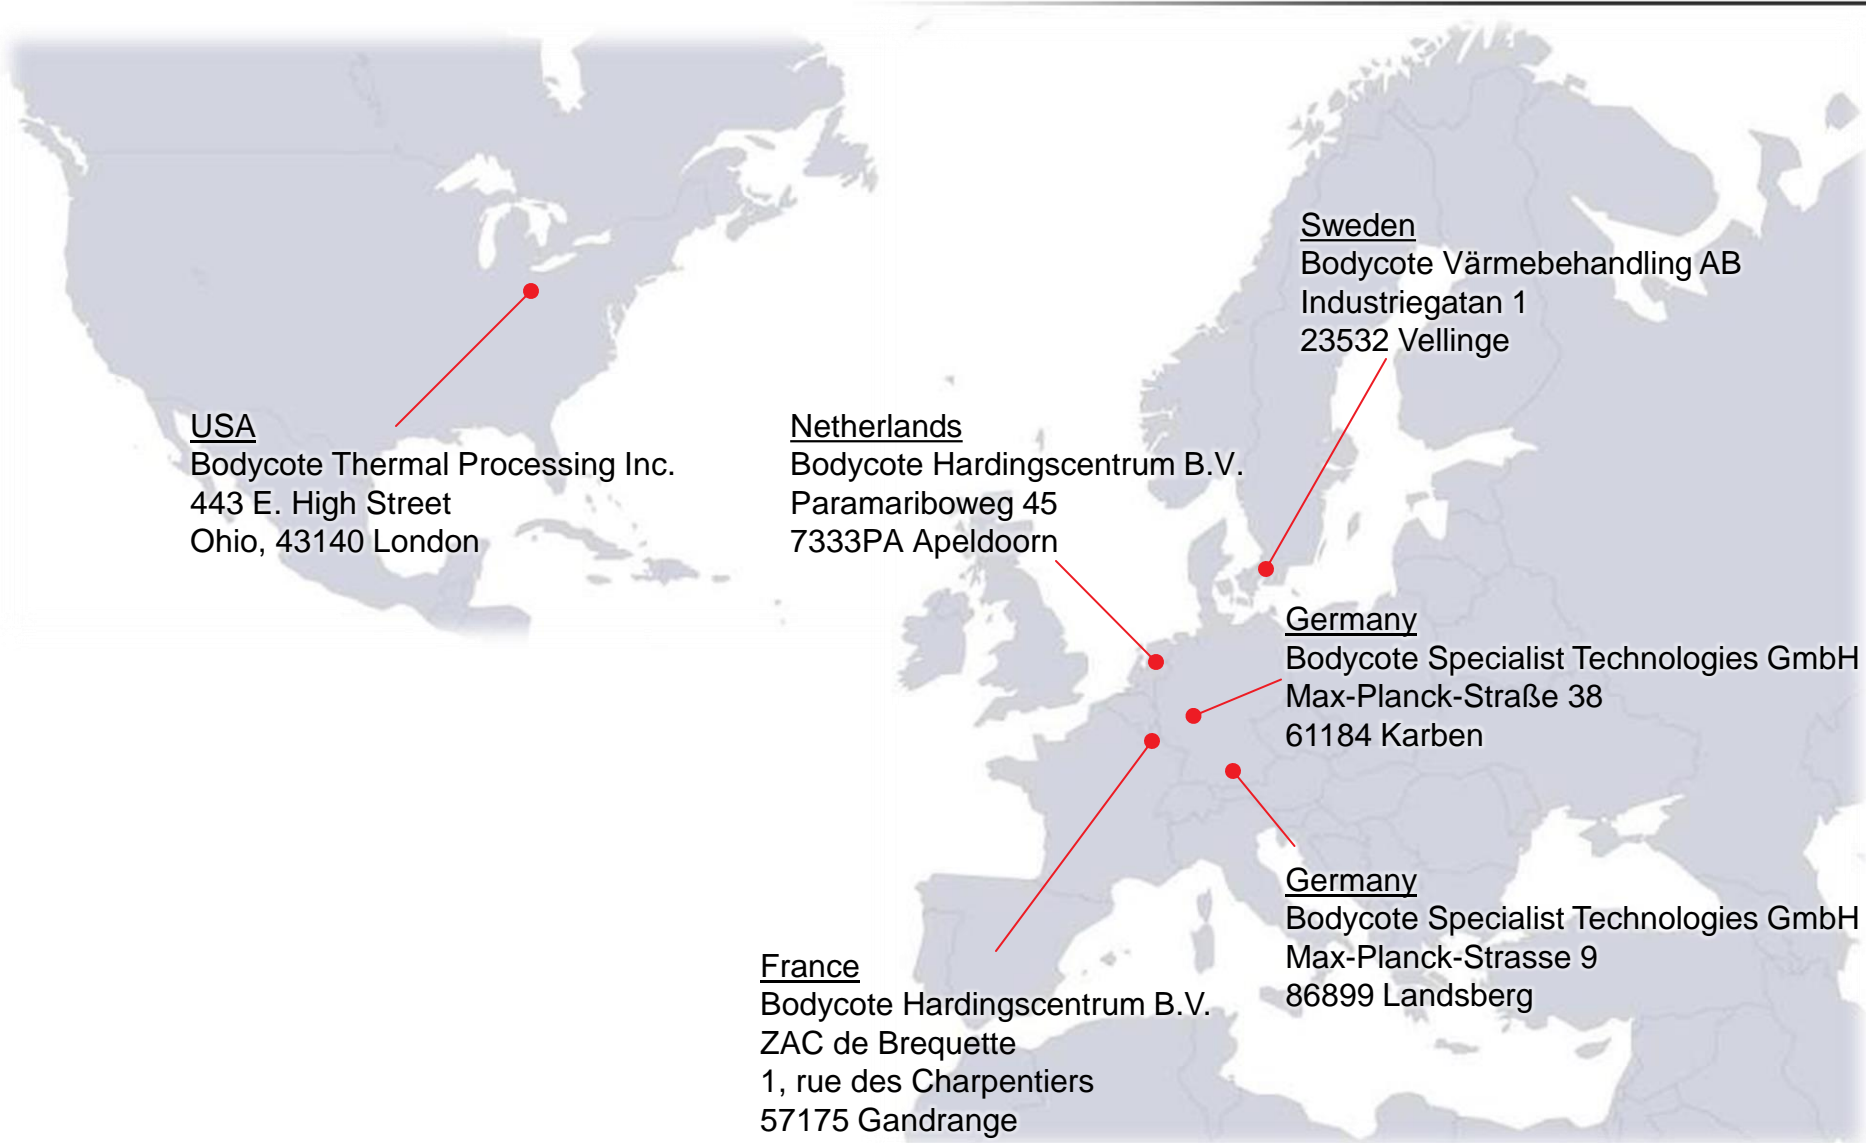 Sweden
Bodycote Värmebehandling AB
Industriegatan 1
23532 Vellinge
USA
Bodycote Thermal Processing Inc.
443 E. High Street
Ohio, 43140 London
Netherlands
Bodycote Hardingscentrum B.V.
Paramariboweg 45
7333PA Apeldoorn
Germany
Bodycote Specialist Technologies GmbH
Max-Planck-Straße 38
61184 Karben
Germany
Bodycote Specialist Technologies GmbH
Max-Planck-Strasse 9
86899 Landsberg
France
Bodycote Hardingscentrum B.V.
ZAC de Brequette
1, rue des Charpentiers
57175 Gandrange